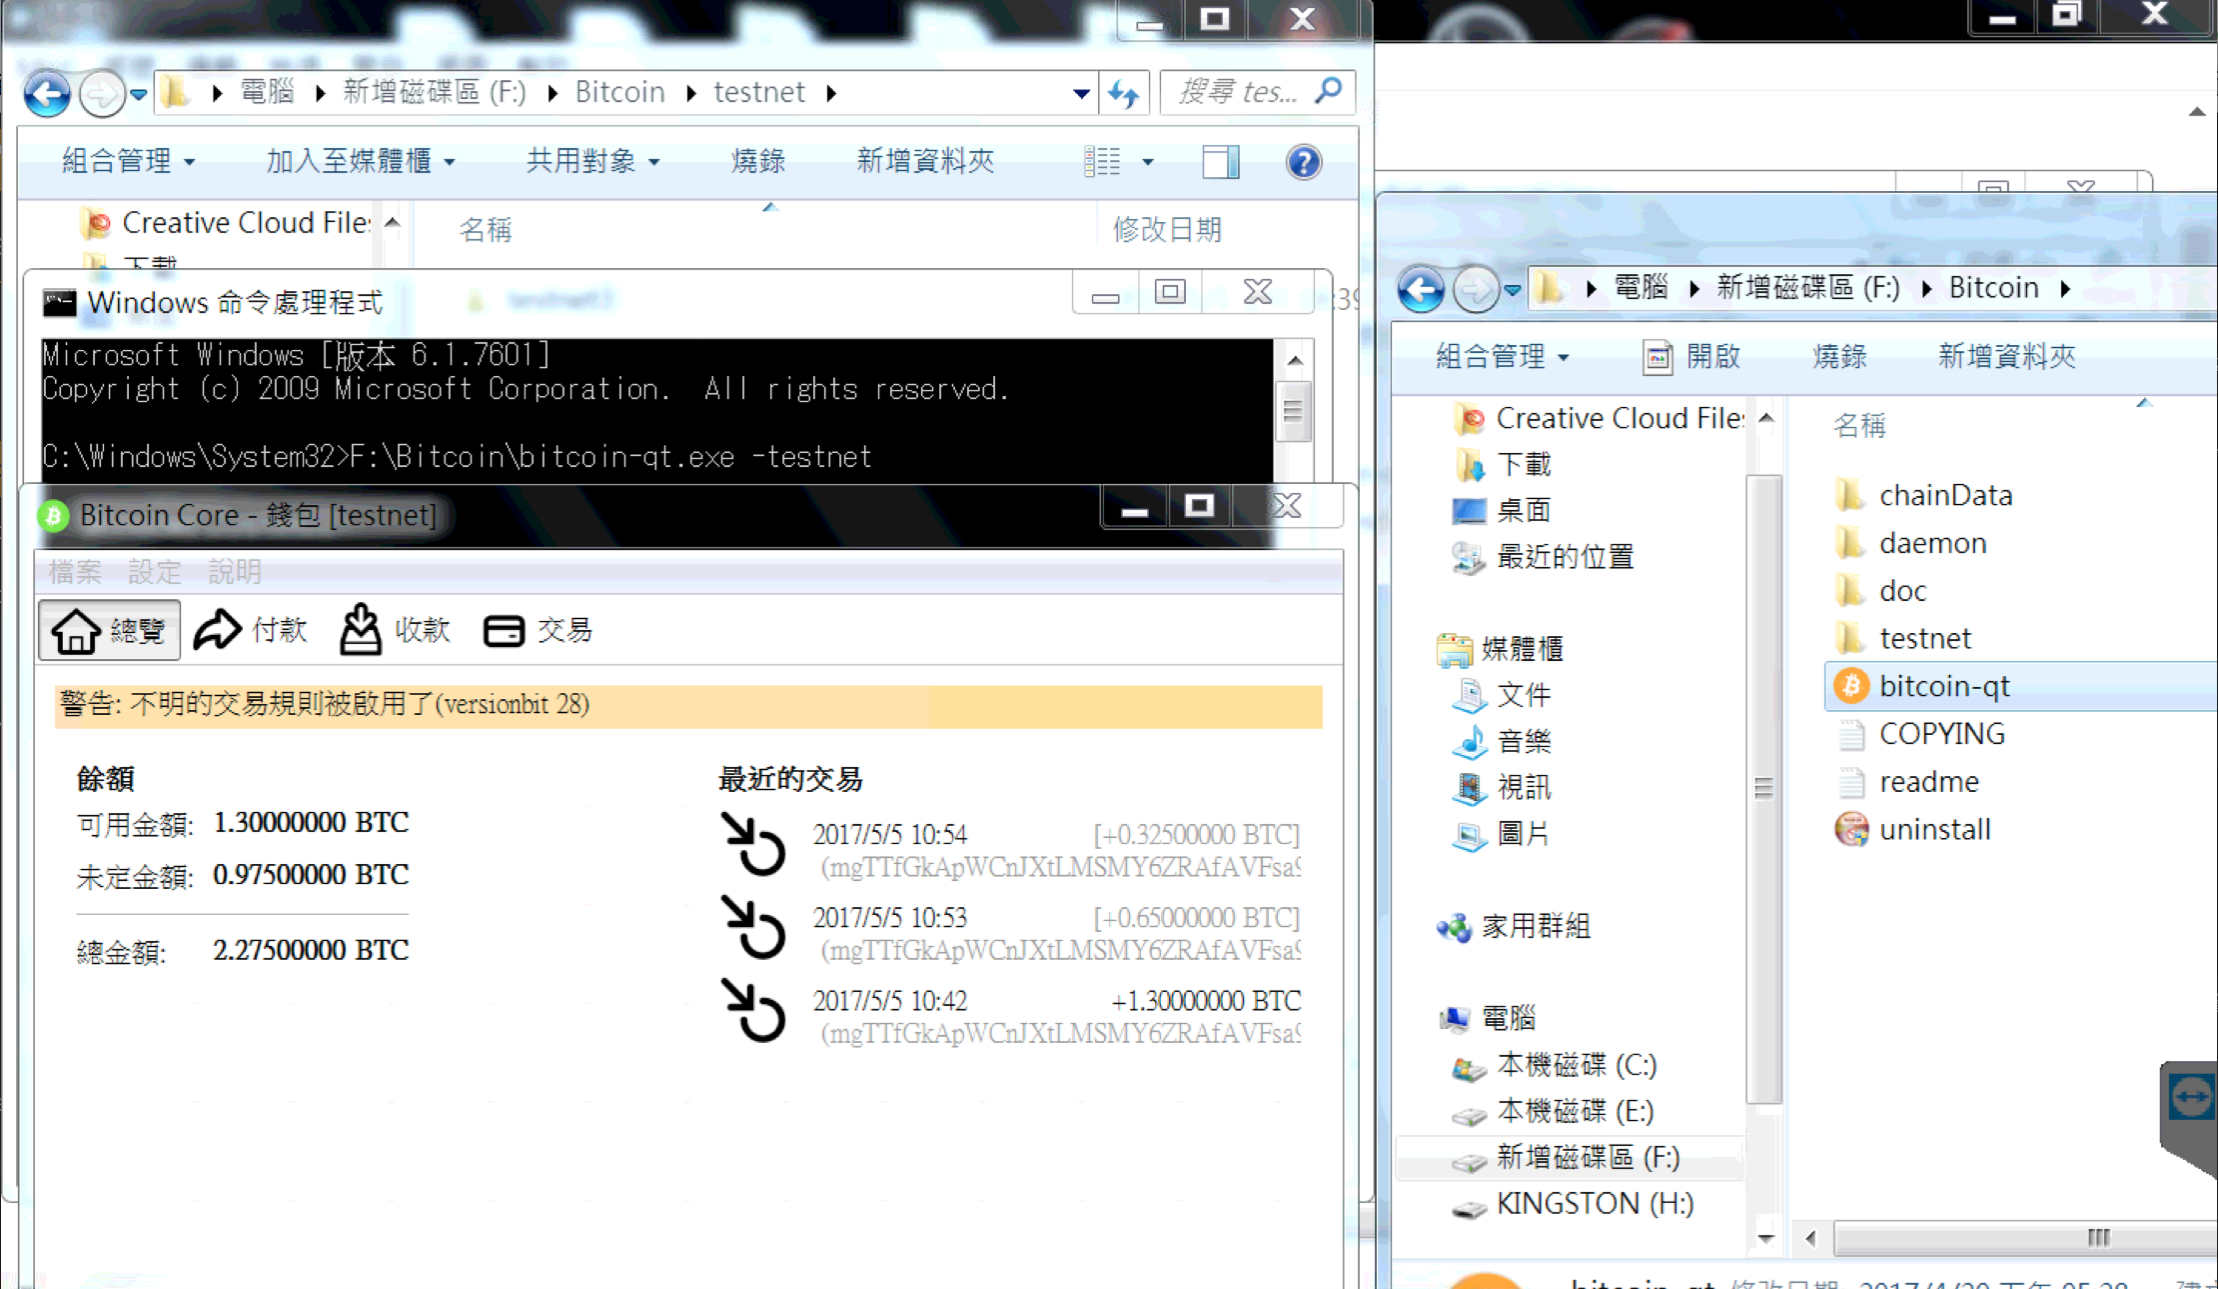 電腦 新增磁碟區 (F:) Bitcoin testnet
搜尋 tes...
組合管理 加入至媒體櫃 共用對象 燒錄 新增資料夾
Creative Cloud File
名稱
修改日期
下載
Windows 命令處理程式
:39
Microsoft Windows [版本 6.1.7601]
Copyright (c) 2009 Microsoft Corporation.  All rights reserved.
C:\Windows\System32>F:\Bitcoin\bitcoin-qt.exe -testnet
Bitcoin Core - 錢包 [testnet]
檔案 設定 說明
總覽 付款 收款 交易
警告: 不明的交易規則被啟用了(versionbit 28)
餘額
可用金額: 1.30000000 BTC
未定金額: 0.97500000 BTC
總金額: 2.27500000 BTC
最近的交易
2017/5/5 10:54 [+0.32500000 BTC]
(mgTTfGkApWCnJXtLMSMY6ZRAfAVFsa9
2017/5/5 10:53 [+0.65000000 BTC]
(mgTTfGkApWCnJXtLMSMY6ZRAfAVFsa9
2017/5/5 10:42 +1.30000000 BTC
(mgTTfGkApWCnJXtLMSMY6ZRAfAVFsa9
電腦 新增磁碟區 (F:) Bitcoin
組合管理 開啟 燒錄 新增資料夾
Creative Cloud File
下載
桌面
最近的位置
媒體櫃
文件
音樂
視訊
圖片
家用群組
電腦
本機磁碟 (C:)
本機磁碟 (E:)
新增磁碟區 (F:)
KINGSTON (H:)
名稱
chainData
daemon
doc
testnet
bitcoin-qt
COPYING
readme
uninstall
bitcoin-qt 修改日期: 2017/4/20 下午 05:28